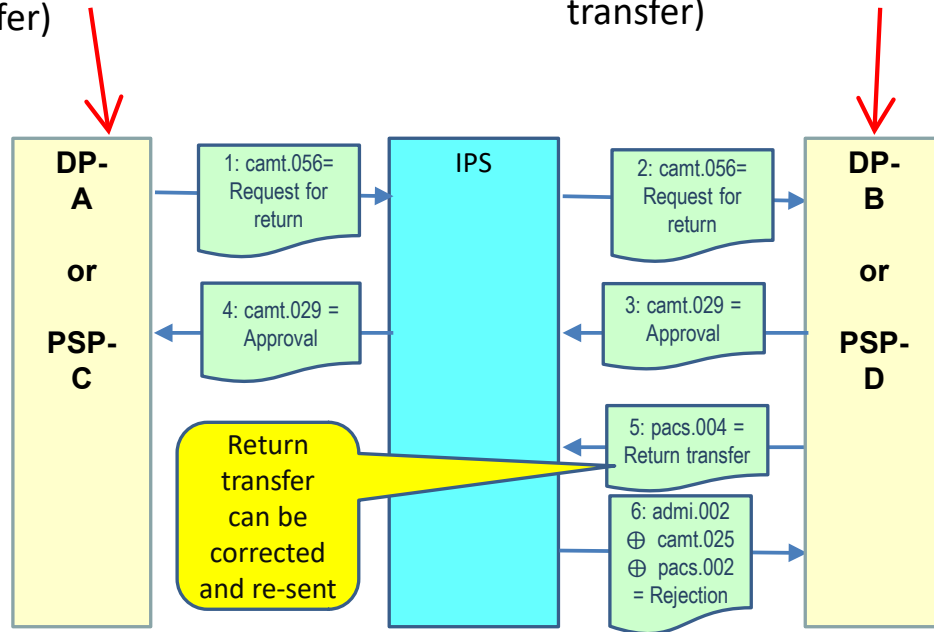 fer)
transfer)
DP-
A
or
PSP-
C
1: camt.056=
Request for
return
IPS
2: camt.056=
Request for
return
DP-
B
or
PSP-
D
4: camt.029 =
Approval
3: camt.029 =
Approval
5: pacs.004 =
Return transfer
Return
transfer
can be
corrected
and re-sent
6: admi.002
⊕ camt.025
⊕ pacs.002
= Rejection